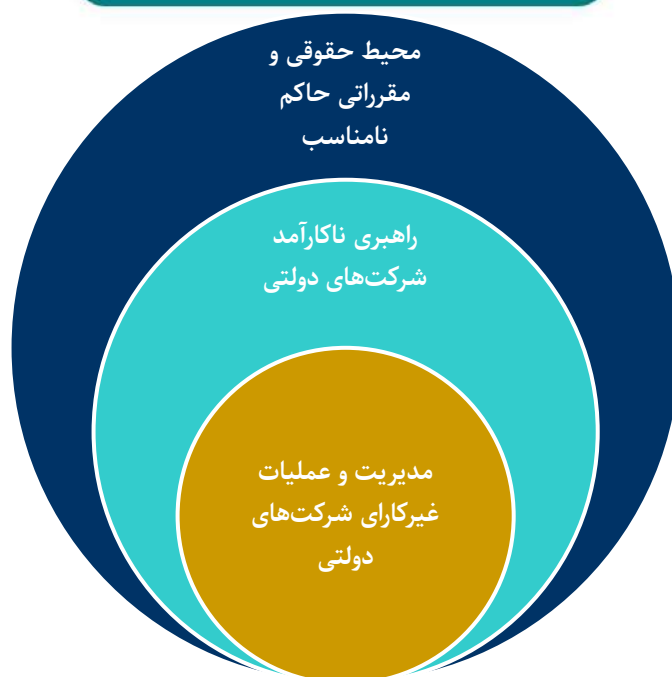 محیط حقوقی و
مقرراتی حاکم
نامناسب
راهبری ناکارآمد
شرکت‌های دولتی
مدیریت و عملیات
غیرکارای شرکت‌های
دولتی